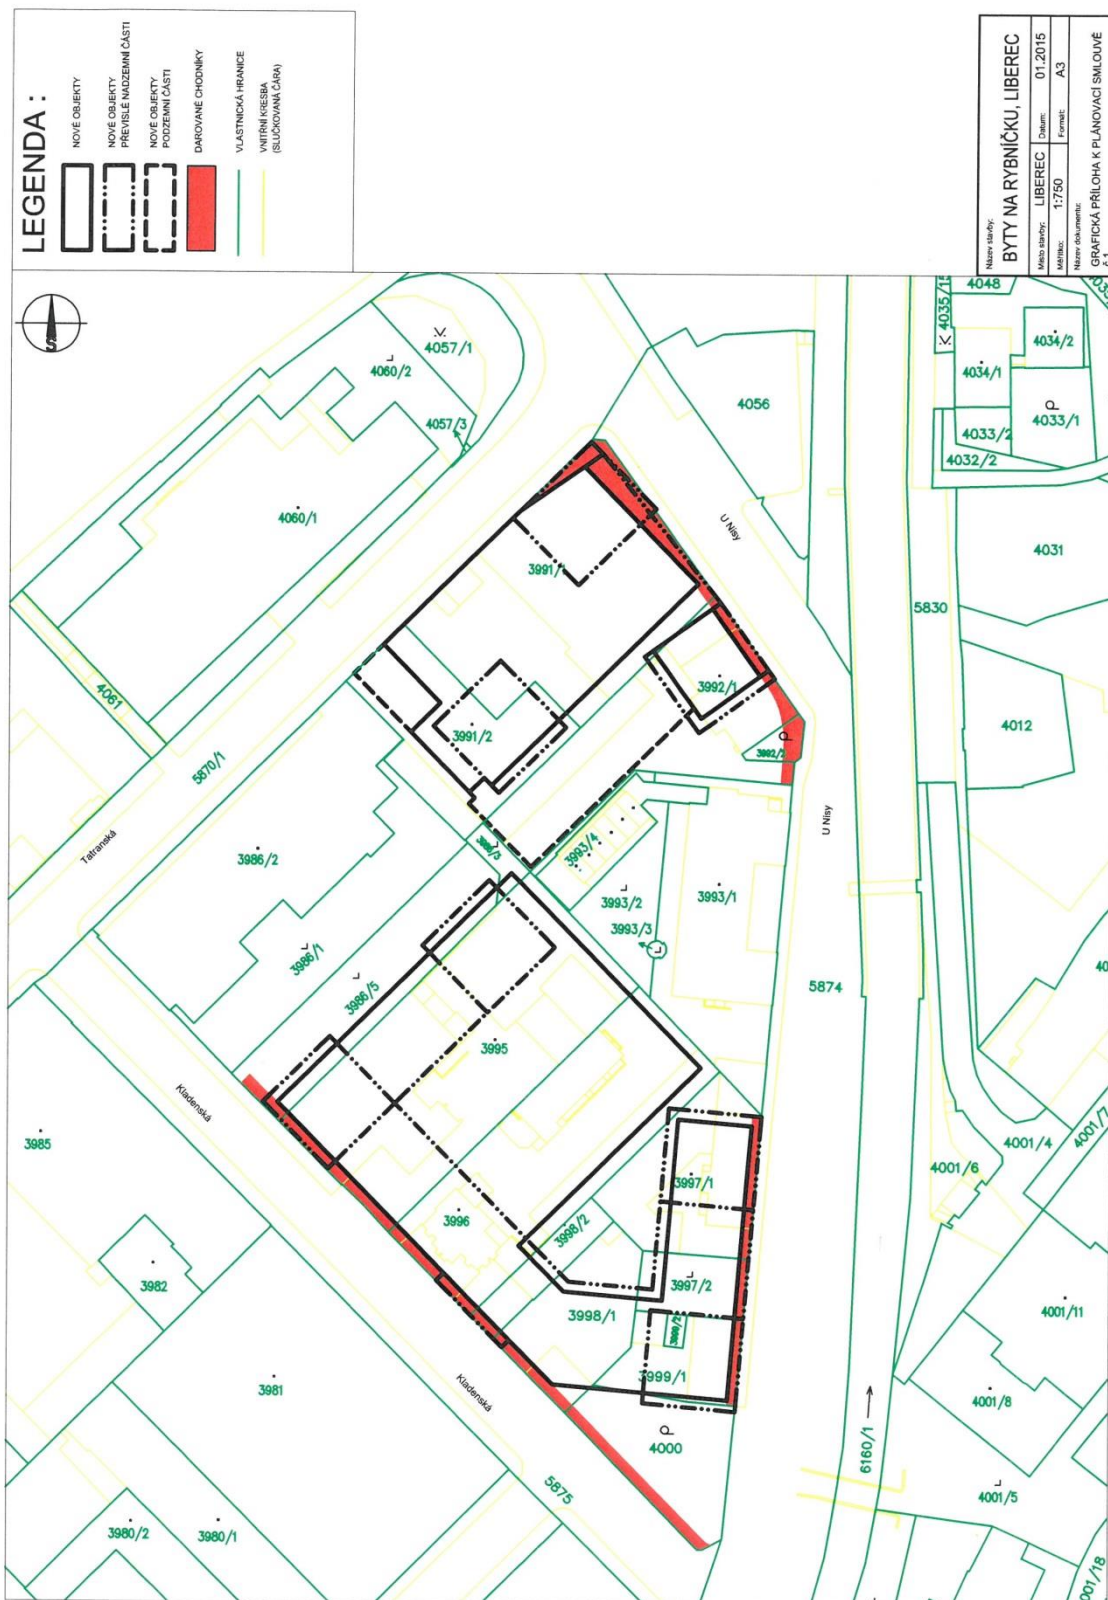 LEGENDA :
NOVÉ OBJEKTY
NOVÉ OBJEKTY
PŘEVISLÉ NADZEMNÍ ČÁSTI
NOVÉ OBJEKTY
PODZEMNÍ ČÁSTI
DAROVANÉ CHODNÍKY
VLASTNICKÁ HRANICE
VNITŘNÍ KRESBA
(SLUČKOVANÁ ČÁRA)
Název stavby:
BYTY NA RYBNÍČKU, LIBEREC
Místo stavby:
LIBEREC
Datum:
01.2015
Měřítko:
1:750
Formát:
A3
Název dokumentu:
GRAFICKÁ PŘÍLOHA K PLÁNOVACÍ SMLOUVĚ
S
4057/1
4060/2
4057/3
4060/1
4061
5870/1
Tatranská
4056
U Nisy
4048
4035/15
4034/2
4034/1
4033/1
4033/2
4032/2
4031
5830
4012
3991/1
3991/2
3992/1
U Nisy
3986/2
3986/1
3986/5
3993/4
3993/2
3993/3
3993/1
5874
3995
Kladenská
3985
3996
3982
3981
3998/2
3998/1
3997/1
3997/2
3999/2
3999/1
4000
Kladenská
5875
3980/2
3980/1
4001/6
4001/4
4001/7
4001/11
4001/8
4001/5
6160/1
001/18